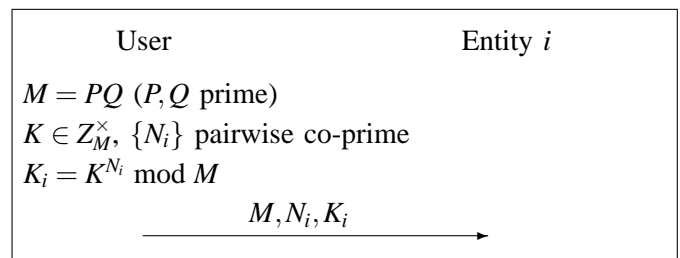 User Entity i
M = PQ (P, Q prime)
K ∈ Z_M^×, {N_i} pairwise co-prime
K_i = K^{N_i} mod M
M, N_i, K_i